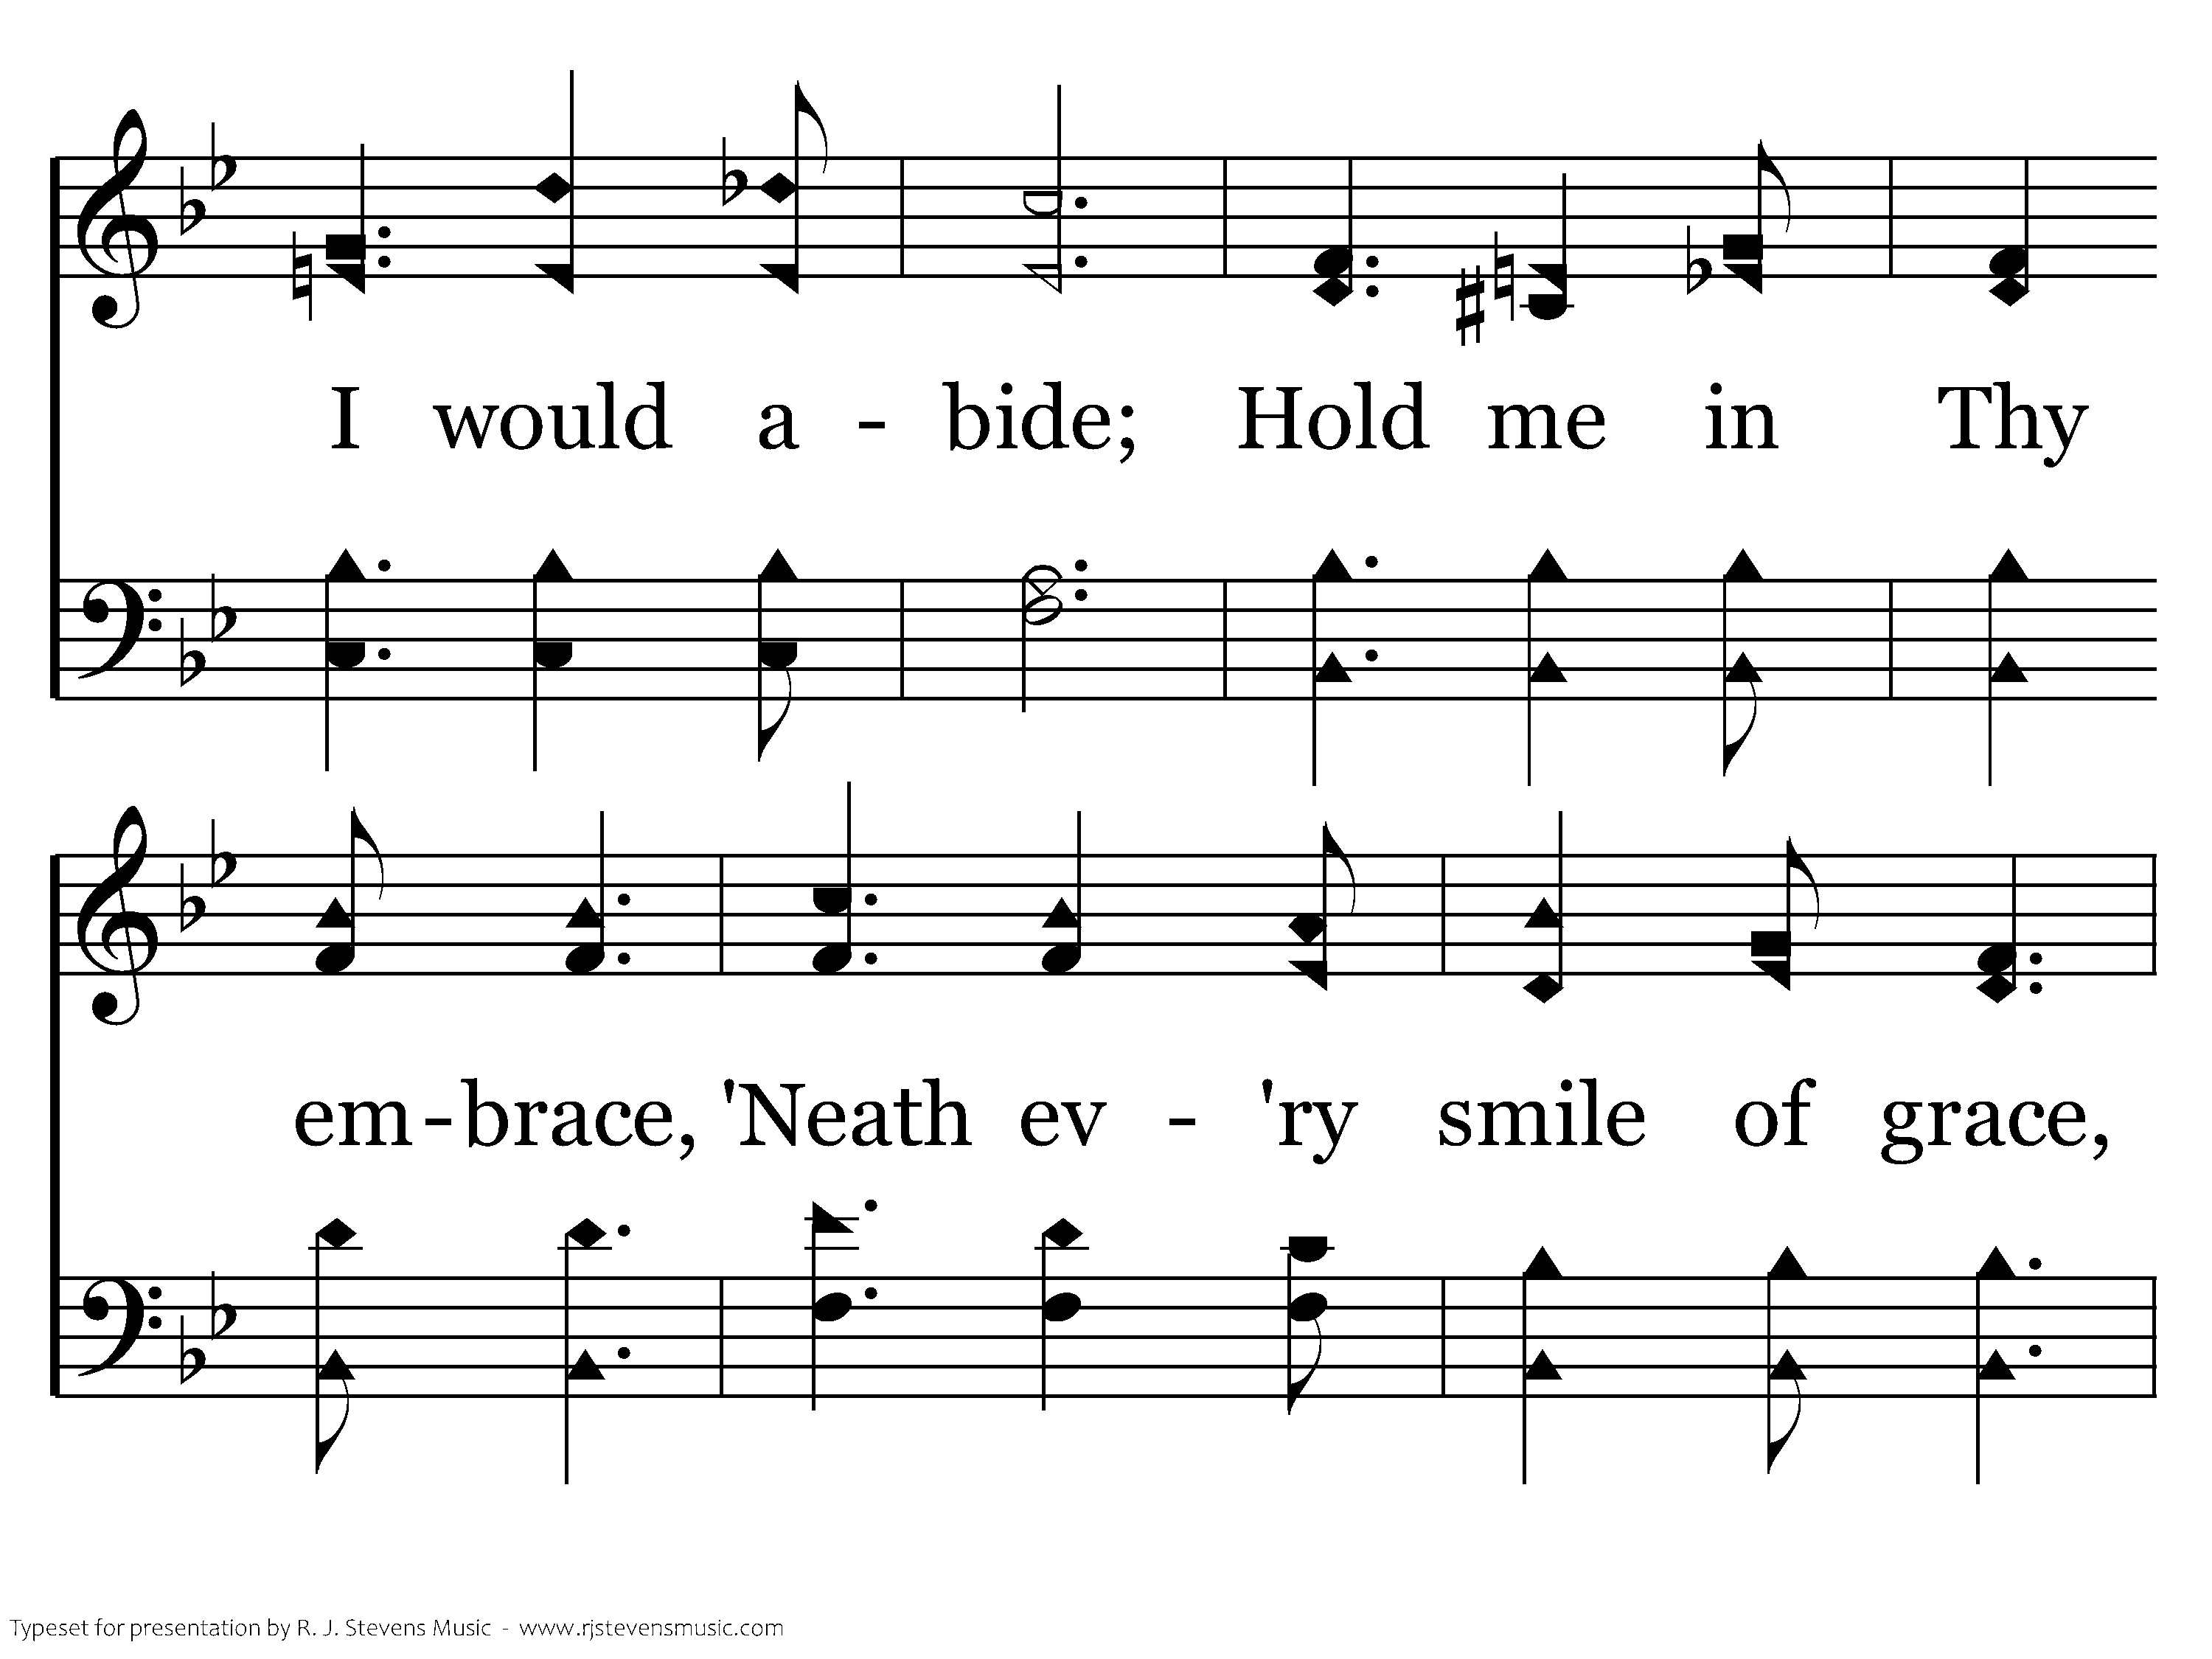 I would a - bide; Hold me in Thy
em - brace, 'Neath ev - 'ry smile of grace,
Typeset for presentation by R. J. Stevens Music - www.rjstevensmusic.com